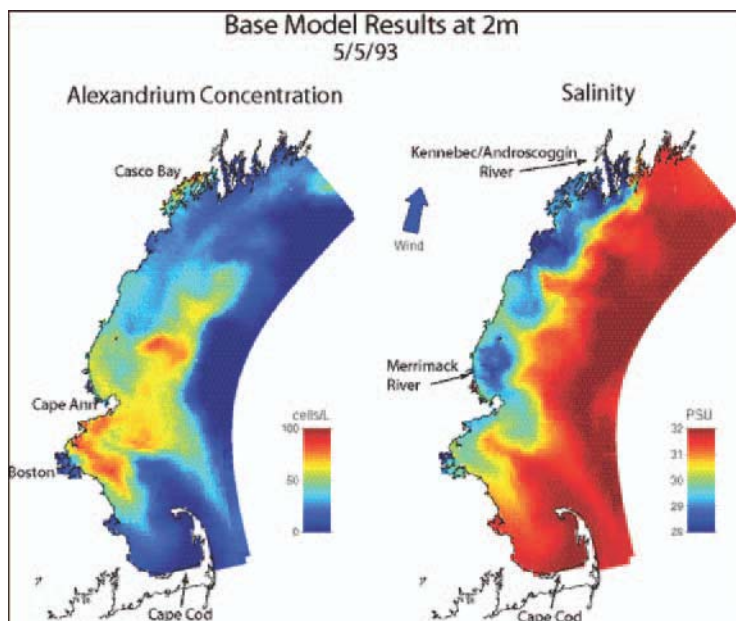 Base Model Results at 2m
5/5/93
Alexandrium Concentration
Salinity
Casco Bay
Kennebec/Androscoggin
River
Wind
Merrimack
River
Cape Ann
Boston
cells/L
100
50
0
PSU
32
31
30
29
28
Cape Cod
Cape Cod